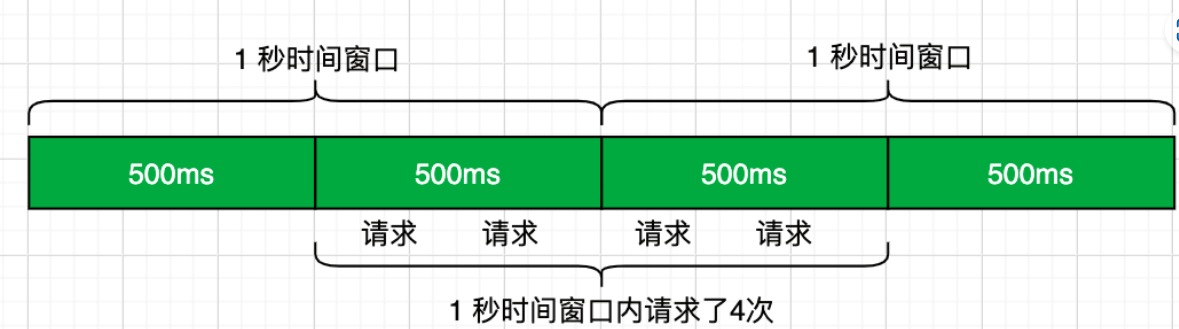 1 秒时间窗口 1 秒时间窗口
500ms 500ms 500ms 500ms
请求 请求 请求 请求
1 秒时间窗口内请求了4次